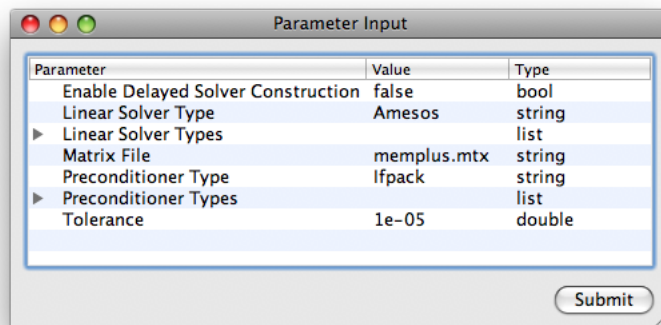 Parameter Input
Parameter Value Type
Enable Delayed Solver Construction false bool
Linear Solver Type Amesos string
Linear Solver Types list
Matrix File memplus.mtx string
Preconditioner Type Ifpack string
Preconditioner Types list
Tolerance 1e-05 double
Submit